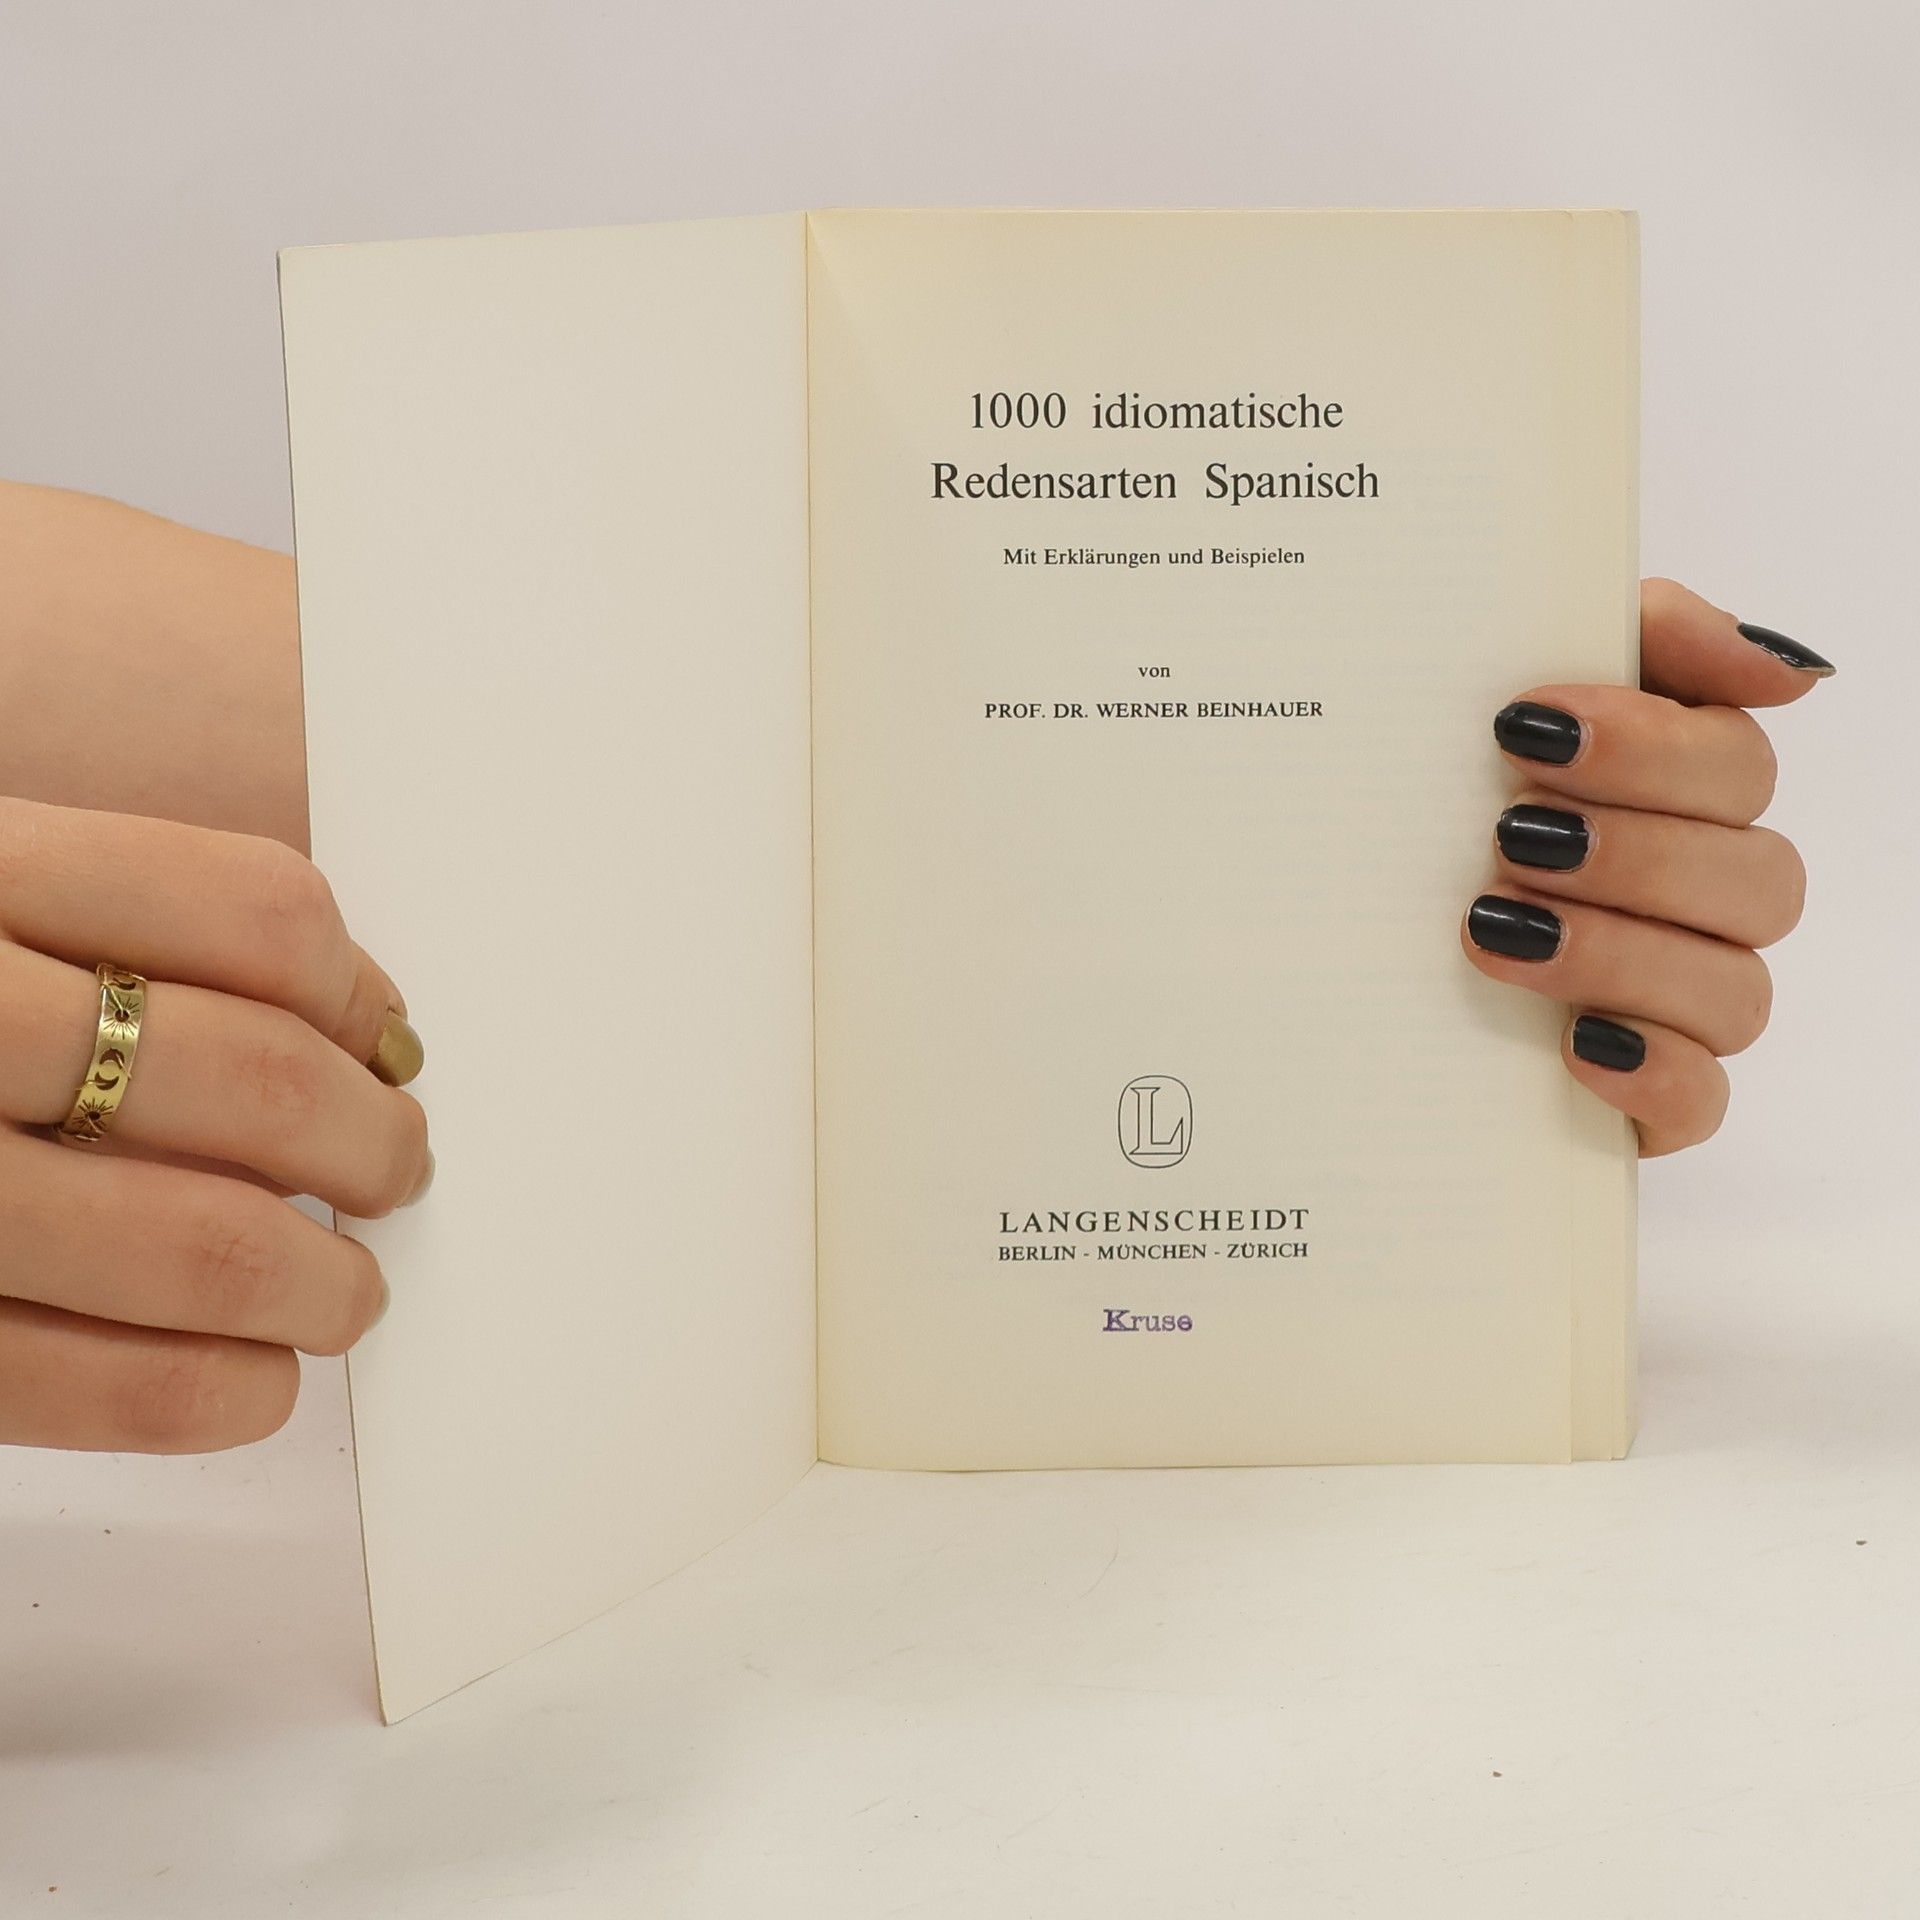 1000 idiomatische
Redensarten Spanisch
Mit Erklärungen und Beispielen
von
PROF. DR. WERNER BEINHAUER
L
LANGENSCHEIDT
BERLIN - MÜNCHEN - ZÜRICH
Kruse